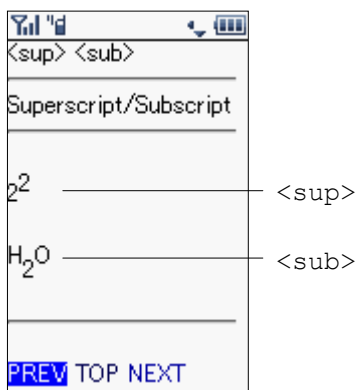 <sup> <sub>
Superscript/Subscript
2² <sup>
H₂O <sub>
PREV TOP NEXT